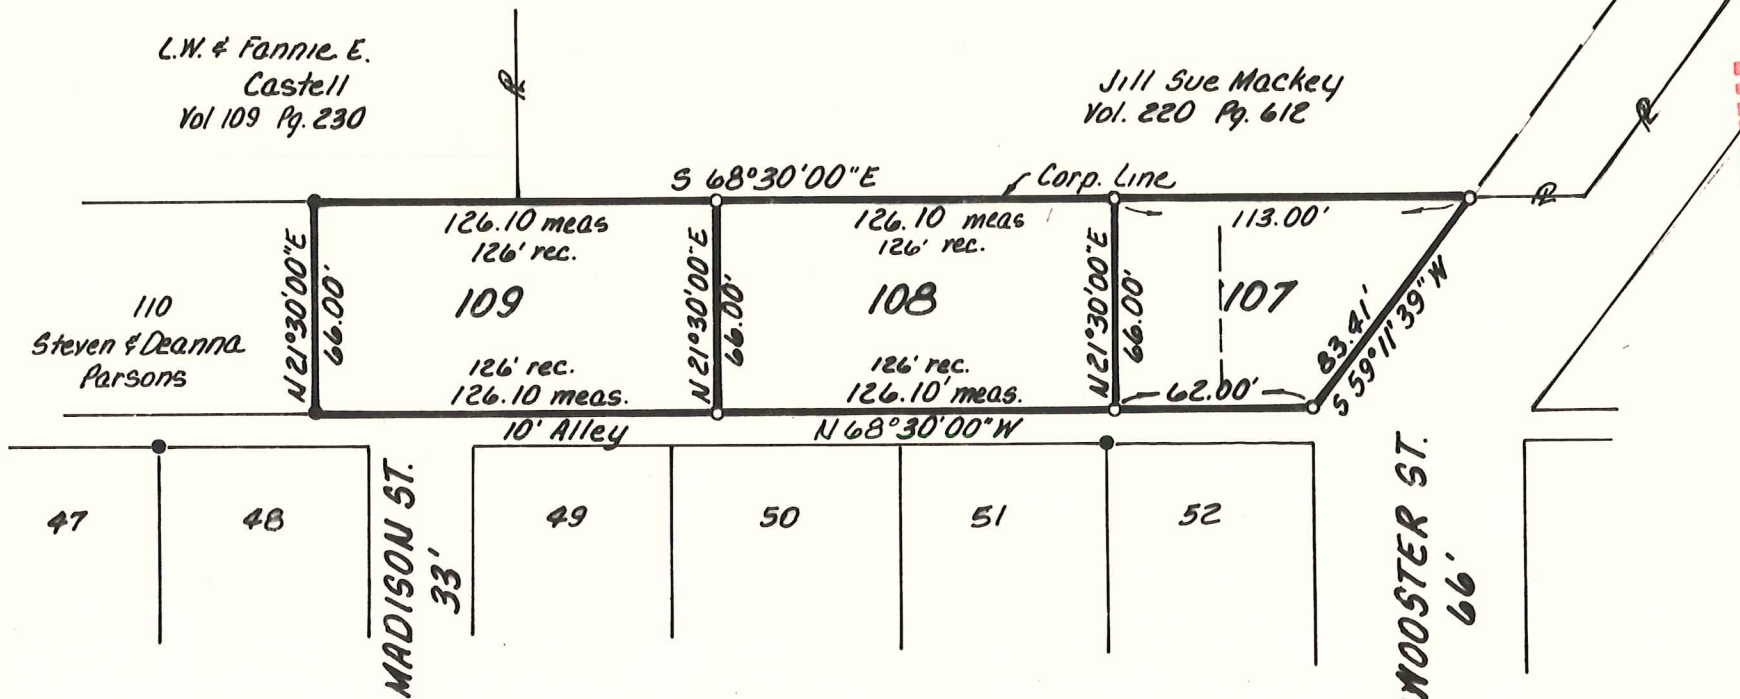 L.W. & Fannie E.
Castell
Vol 109 Pg. 230
Jill Sue Mackey
Vol. 220 Pg. 612
S 68°30'00"E
Corp. Line
126.10 meas
126' rec.
126.10 meas
126' rec.
113.00'
N 21°30'00"E
66.00'
N 21°30'00"E
66.00'
N 21°30'00"E
66.00'
109
108
107
110
Steven & Deanna
Parsons
83.41'
S 59°11'39"W
126' rec.
126.10 meas.
126' rec.
126.10' meas.
62.00'
10' Alley
N 68°30'00"W
47
48
MADISON ST.
33'
49
50
51
52
WOOSTER ST.
66'